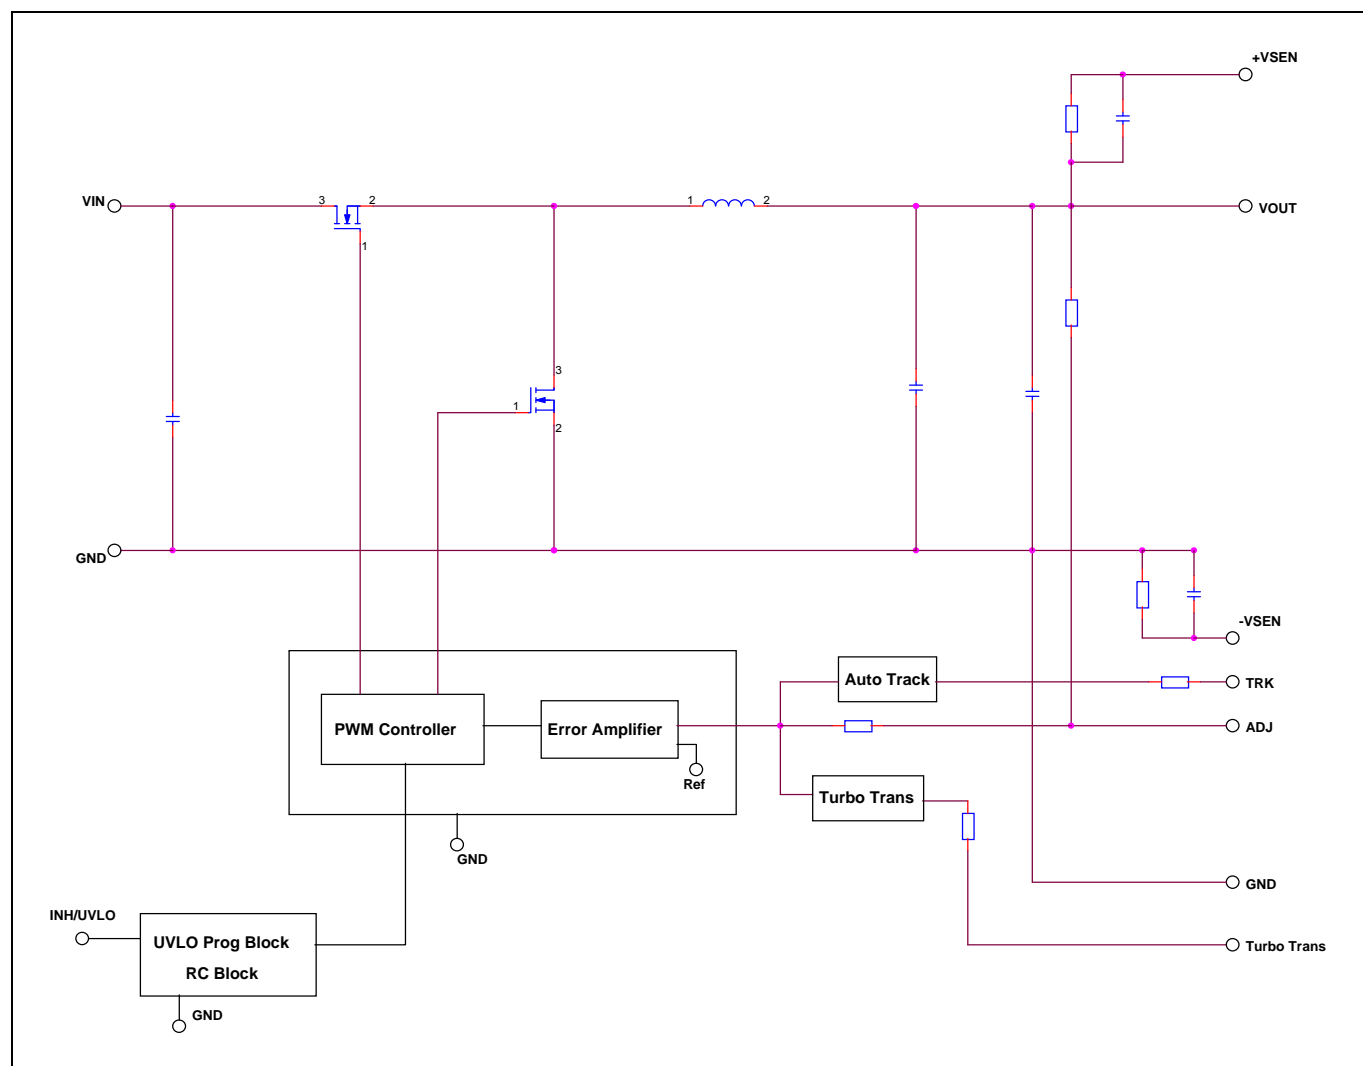 +VSEN
VIN
3
2
1
1
2
VOUT
3
1
2
GND
-VSEN
Auto Track
TRK
PWM Controller
Error Amplifier
ADJ
Ref
Turbo Trans
GND
GND
INH/UVLO
UVLO Prog Block
RC Block
Turbo Trans
GND